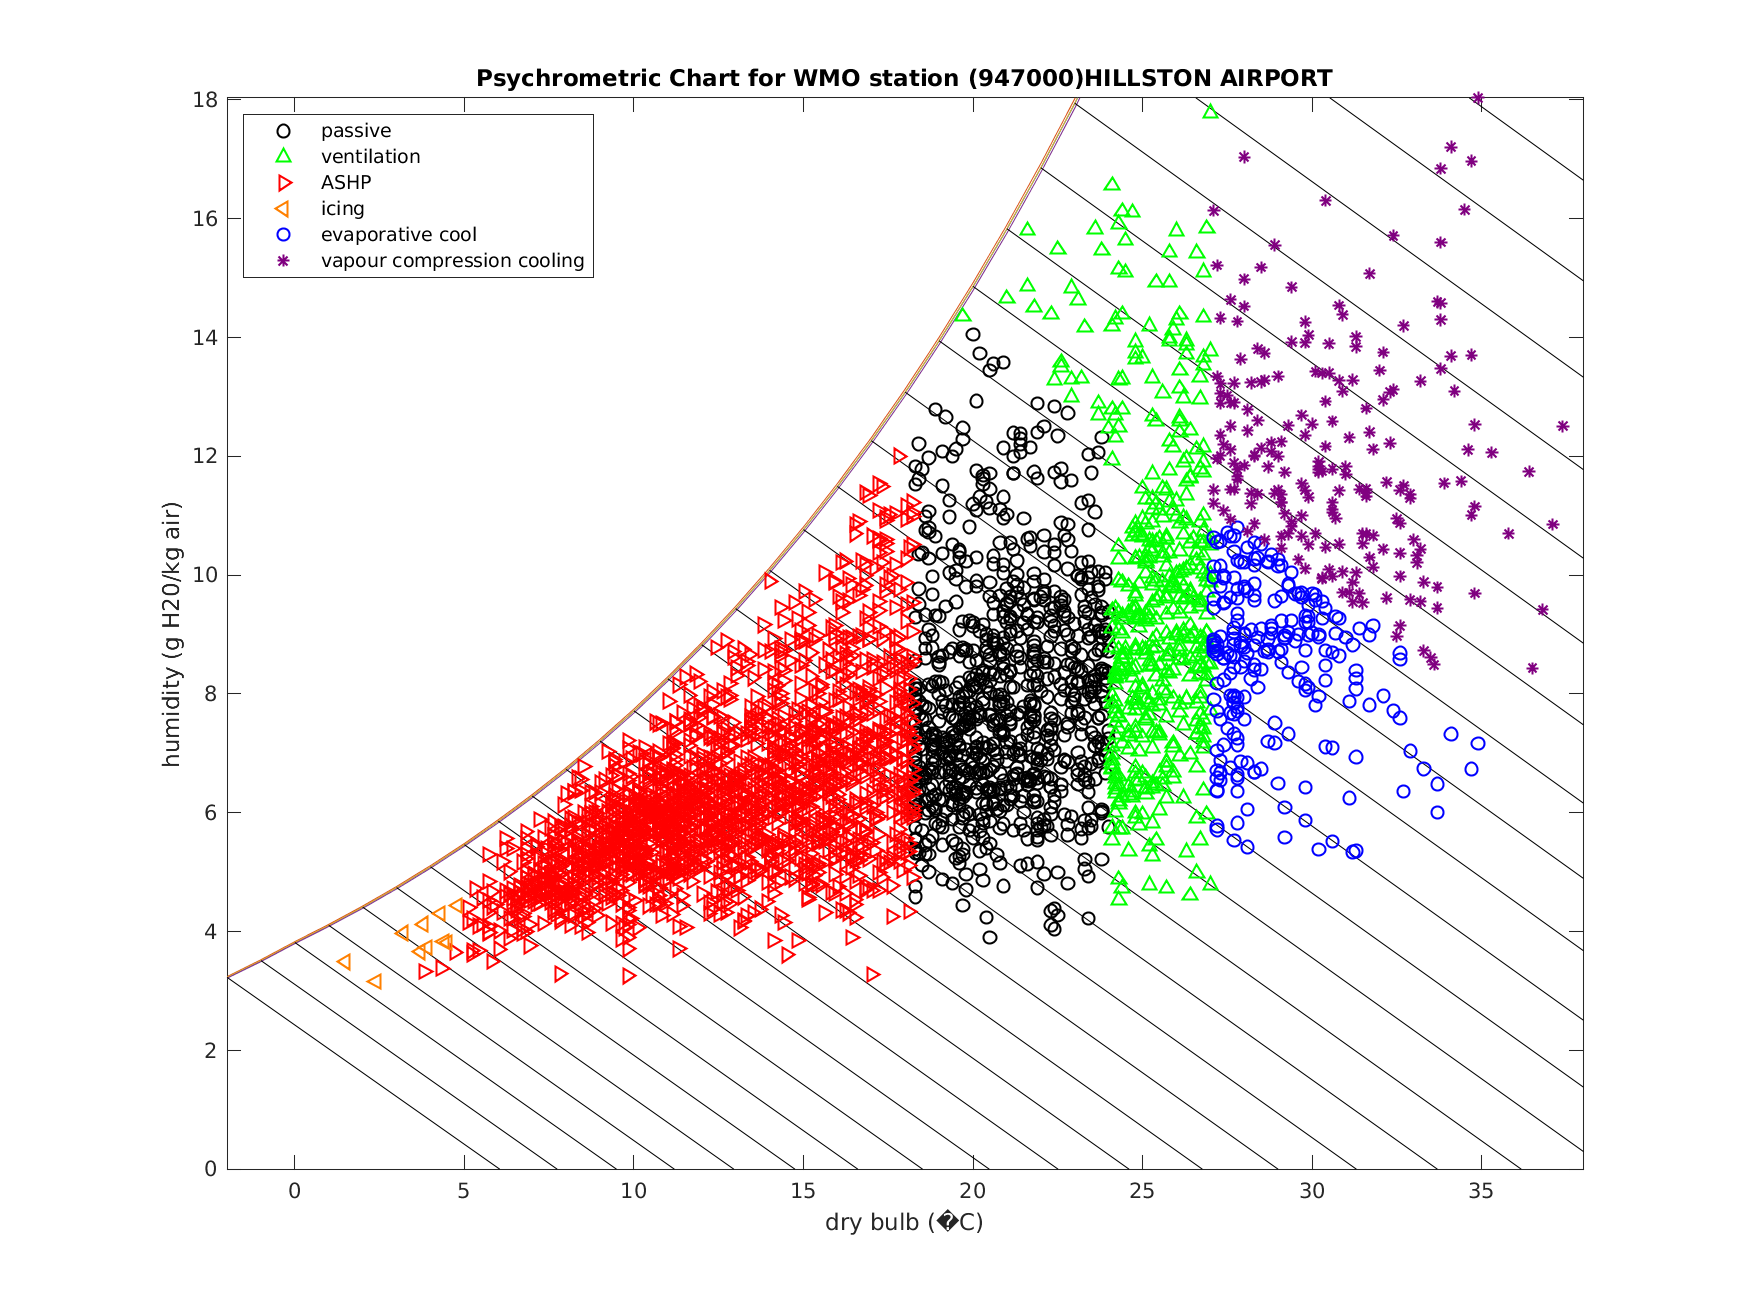 Psychrometric Chart for WMO station (947000)HILLSTON AIRPORT
passive
ventilation
ASHP
icing
evaporative cool
vapour compression cooling
humidity (g H20/kg air)
18
16
14
12
10
8
6
4
2
0
0 5 10 15 20 25 30 35
dry bulb (�C)